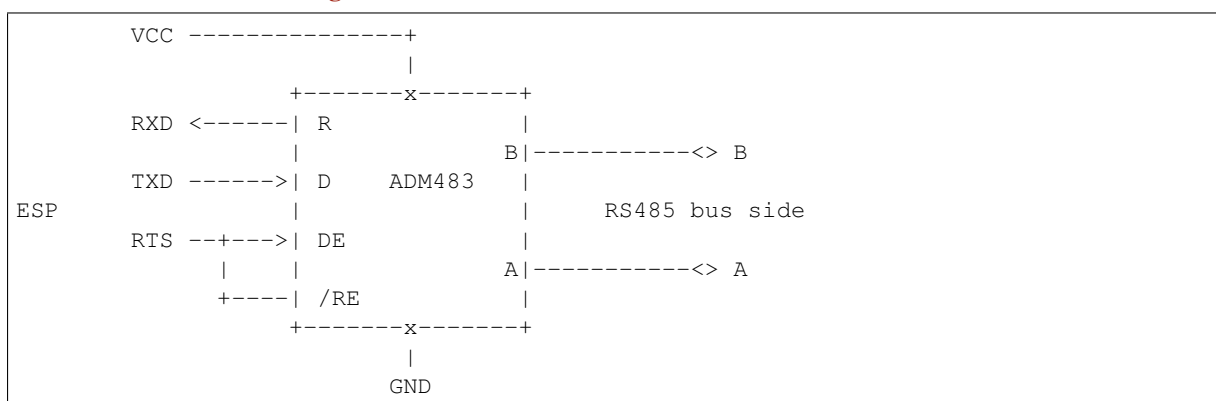 VCC ---------------+
|
+-------x-------+
RXD <------| R |
| B|-----------<> B
TXD ------>| D ADM483 |
ESP | | RS485 bus side
RTS --+--->| DE |
| | A|-----------<> A
+----| /RE |
+-------x-------+
|
GND